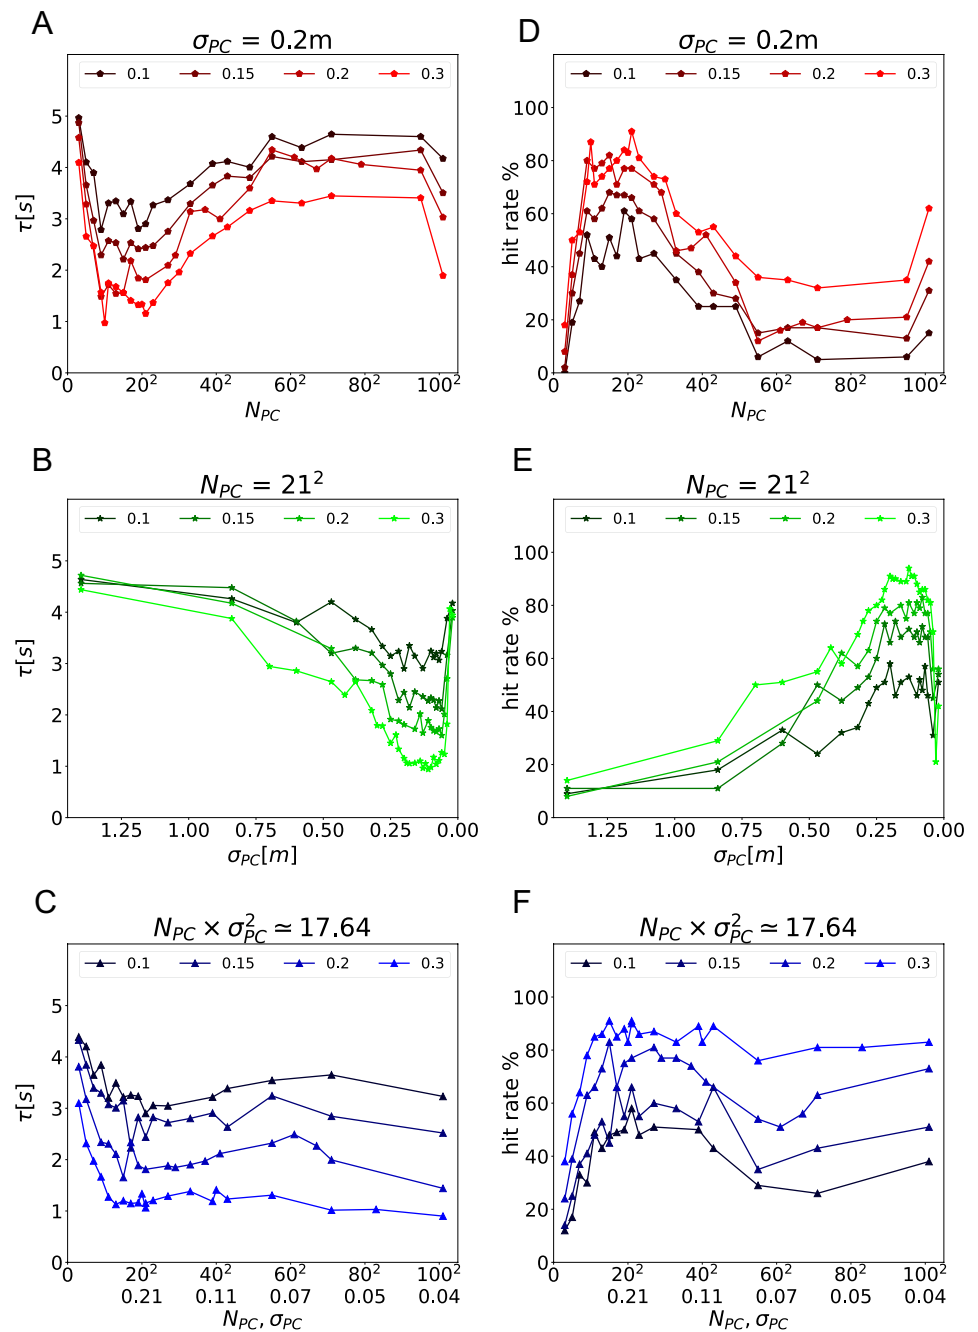 A
σ_PC = 0.2m
0.1 0.15 0.2 0.3
τ[s]
5
4
3
2
1
0
0 20² 40² 60² 80² 100²
N_PC
D
σ_PC = 0.2m
0.1 0.15 0.2 0.3
hit rate %
100
80
60
40
20
0
0 20² 40² 60² 80² 100²
N_PC
B
N_PC = 21²
0.1 0.15 0.2 0.3
τ[s]
5
4
3
2
1
0
1.25 1.00 0.75 0.50 0.25 0.00
σ_PC[m]
E
N_PC = 21²
0.1 0.15 0.2 0.3
hit rate %
100
80
60
40
20
0
1.25 1.00 0.75 0.50 0.25 0.00
σ_PC[m]
C
N_PC × σ²_PC ≃ 17.64
0.1 0.15 0.2 0.3
τ[s]
5
4
3
2
1
0
0 20² 40² 60² 80² 100²
0.21 0.11 0.07 0.05 0.04
N_PC, σ_PC
F
N_PC × σ²_PC ≃ 17.64
0.1 0.15 0.2 0.3
hit rate %
100
80
60
40
20
0
0 20² 40² 60² 80² 100²
0.21 0.11 0.07 0.05 0.04
N_PC, σ_PC